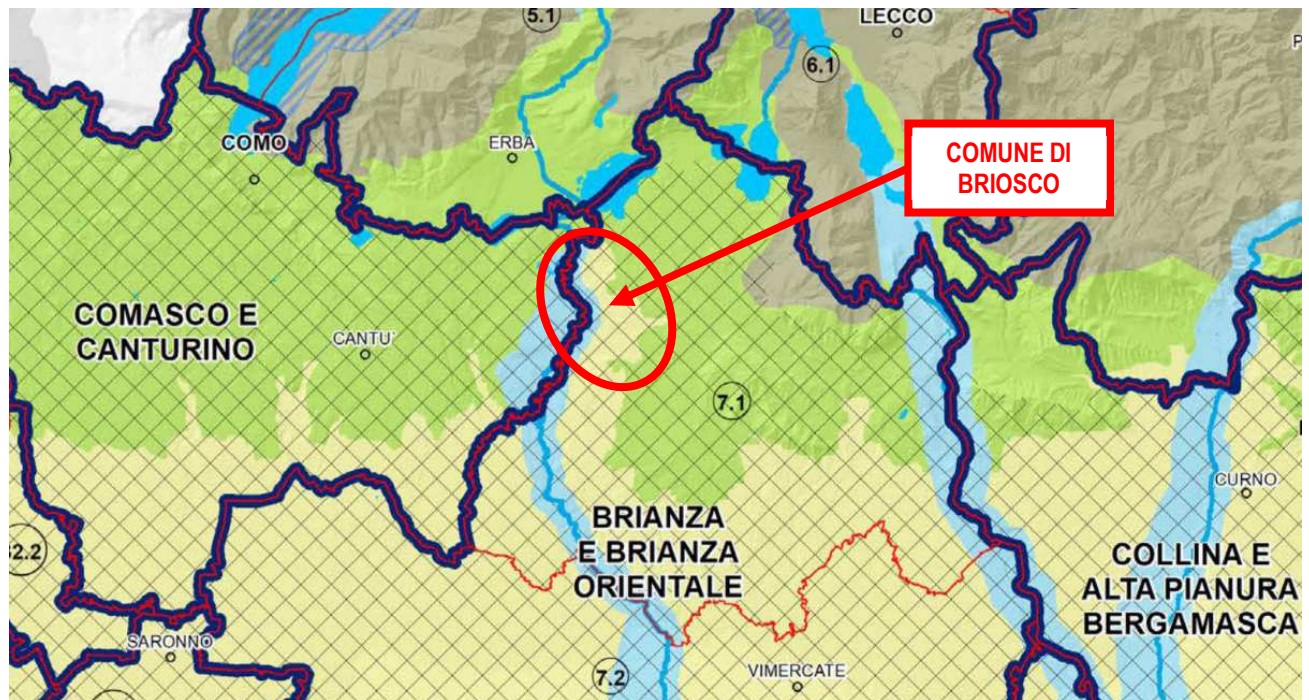 5.1
LECCO
6.1
COMO
ERBA
COMUNE DI
BRIOSCO
COMASCO E
CANTURINO
CANTU'
7.1
CURNO
BRIANZA
E BRIANZA
ORIENTALE
COLLINA E
ALTA PIANURA
BERGAMASCA
SARONNO
7.2
VIMERCATE